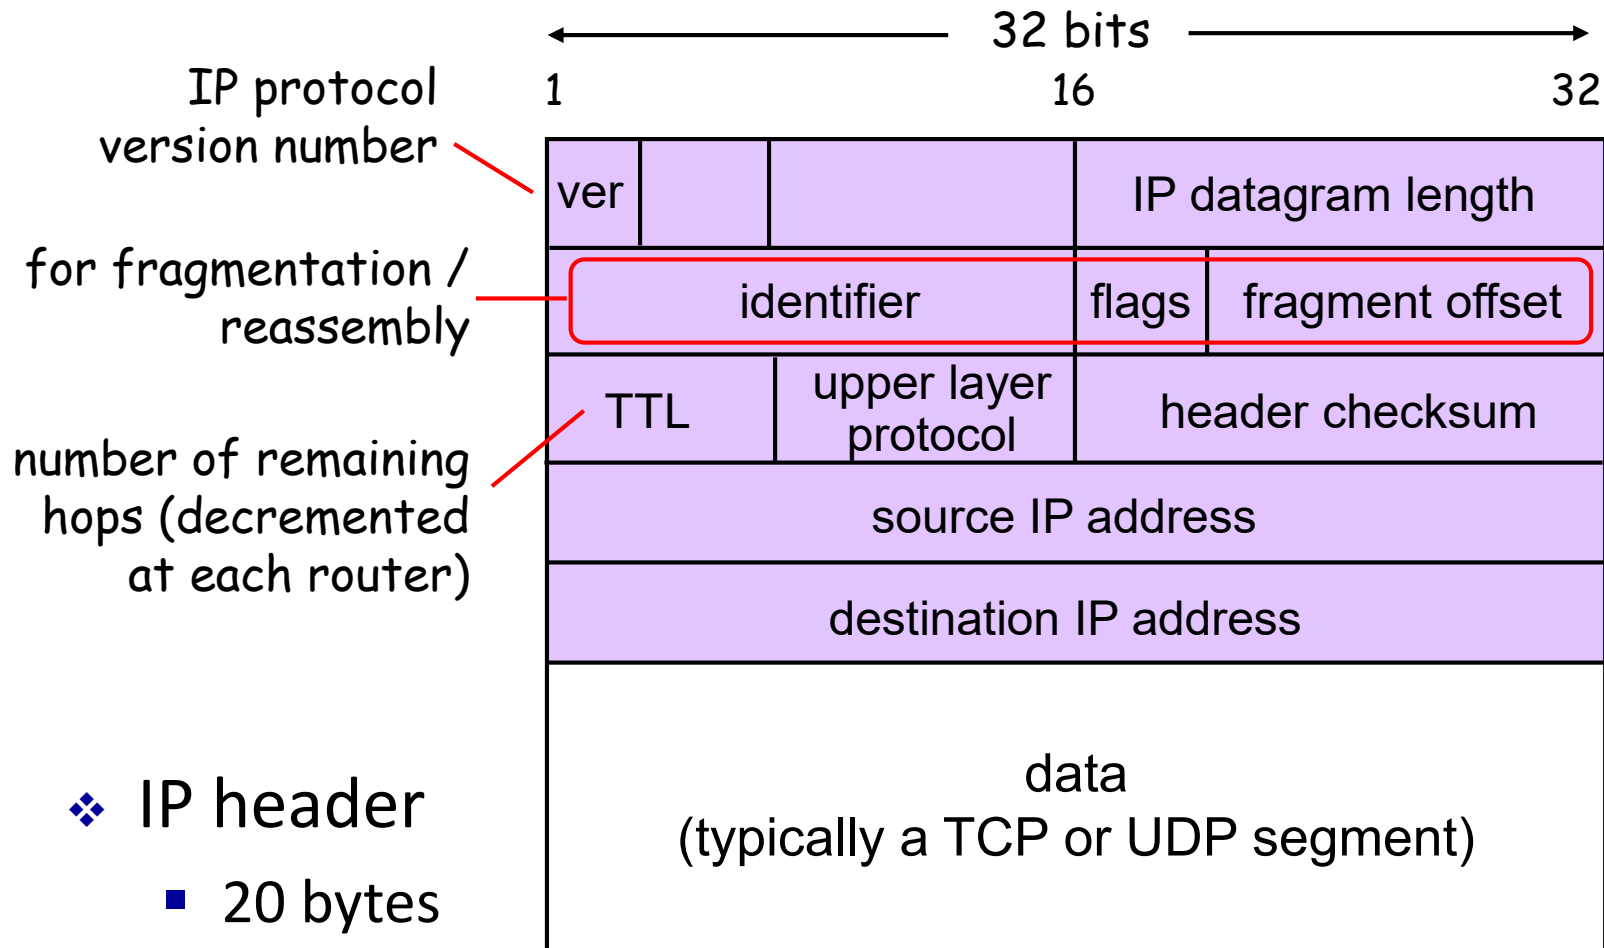 32 bits
1 16 32
IP protocol
version number
ver IP datagram length
for fragmentation /
reassembly
identifier flags fragment offset
TTL upper layer
protocol header checksum
number of remaining
hops (decremented
at each router)
source IP address
destination IP address
data
(typically a TCP or UDP segment)
❖ IP header
▪ 20 bytes